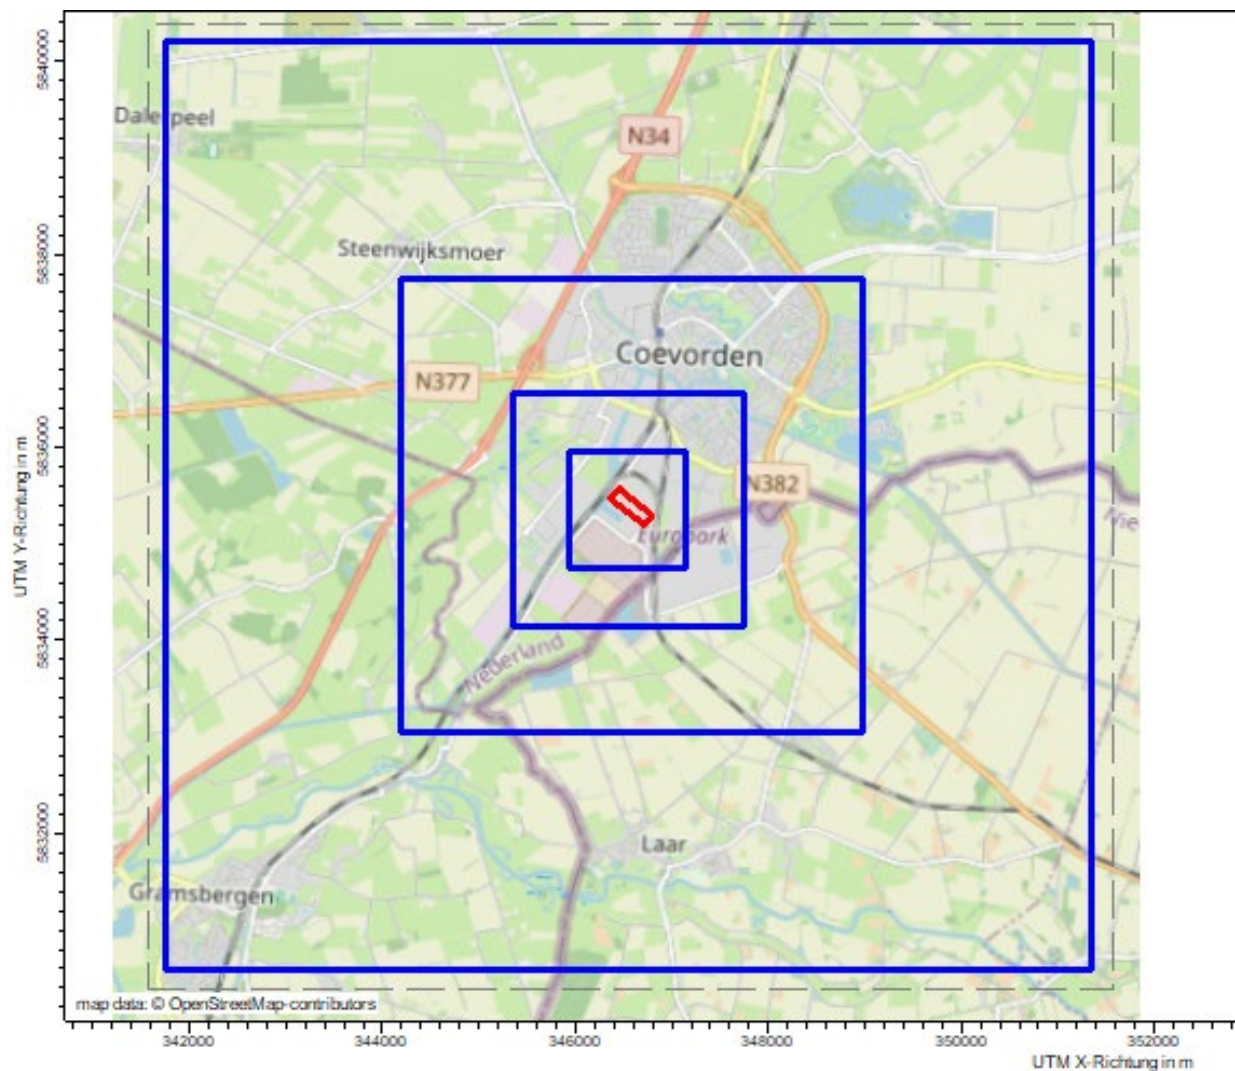 5840000
Dalerpeel
N34
5838000
Steenwijksmoer
Coevorden
N377
UTM Y-Richtung in m
5836000
N382
Europark
5834000
Nederland
5832000
Laar
Gramsbergen
map data: © OpenStreetMap-contributors
342000 344000 346000 348000 350000 352000
UTM X-Richtung in m